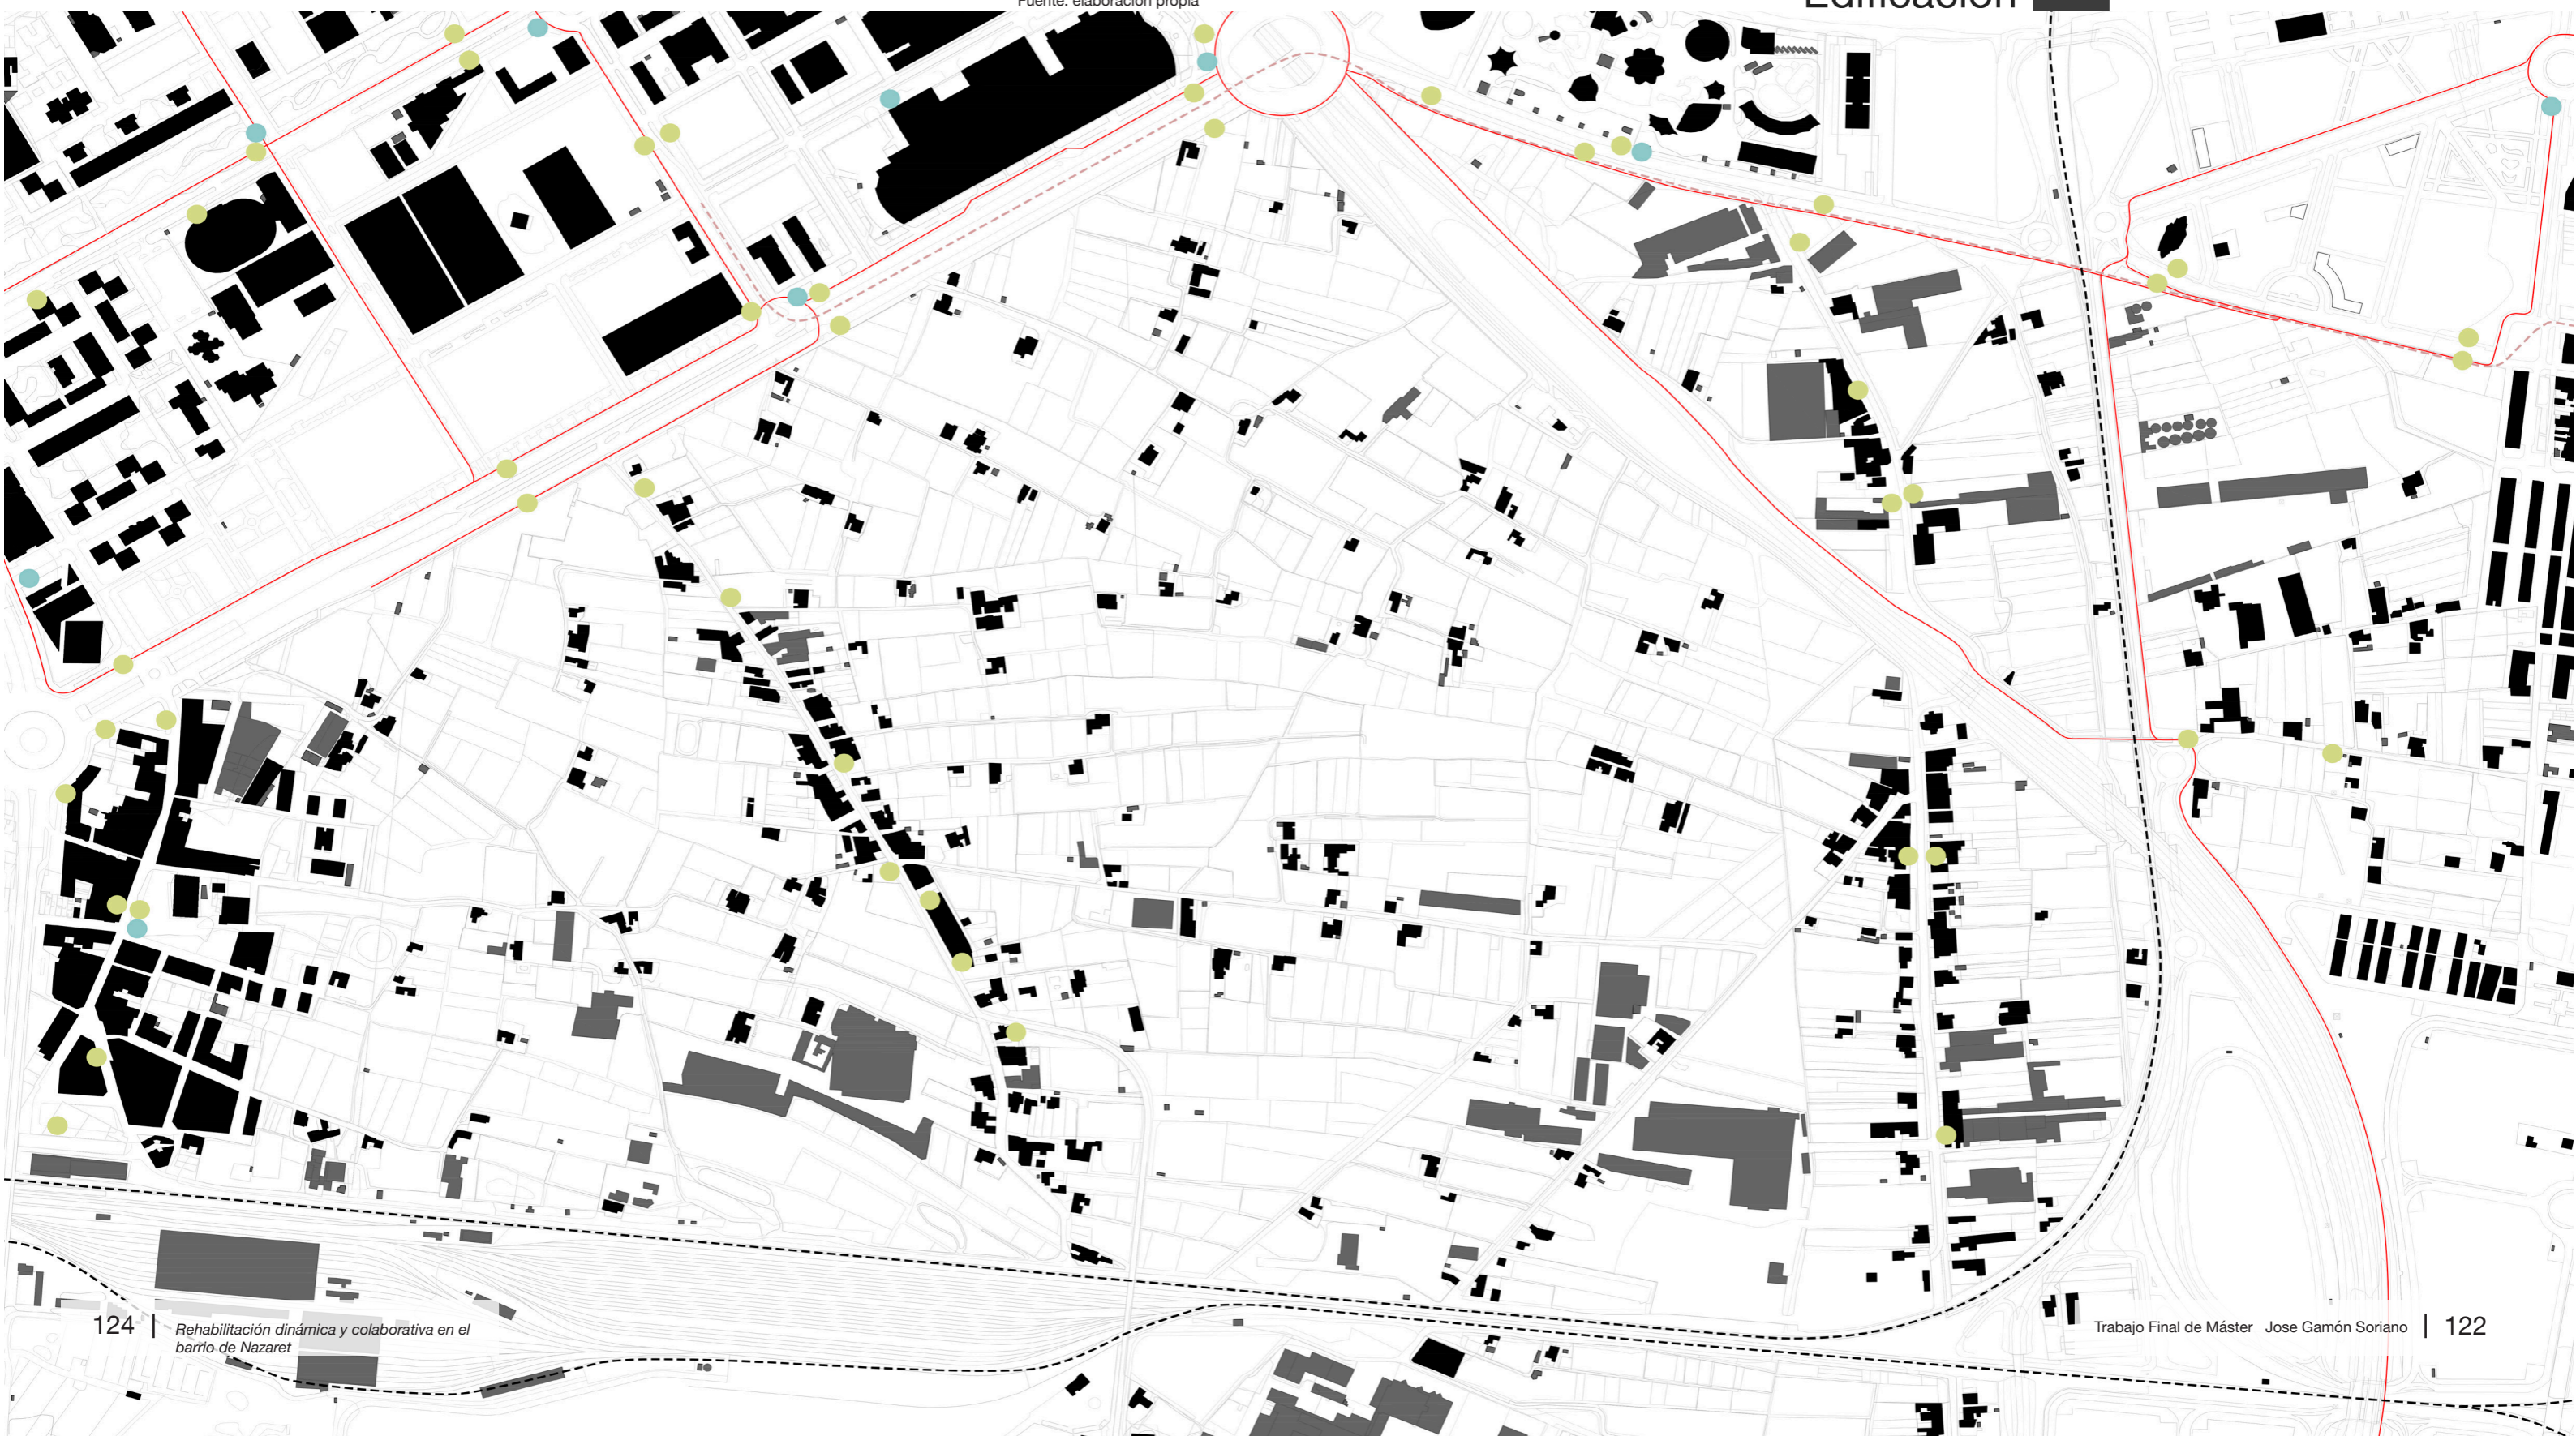 Fuente: elaboración propia
Edificación
124 | Rehabilitación dinámica y colaborativa en el
barrio de Nazaret
Trabajo Final de Máster Jose Gamón Soriano | 122